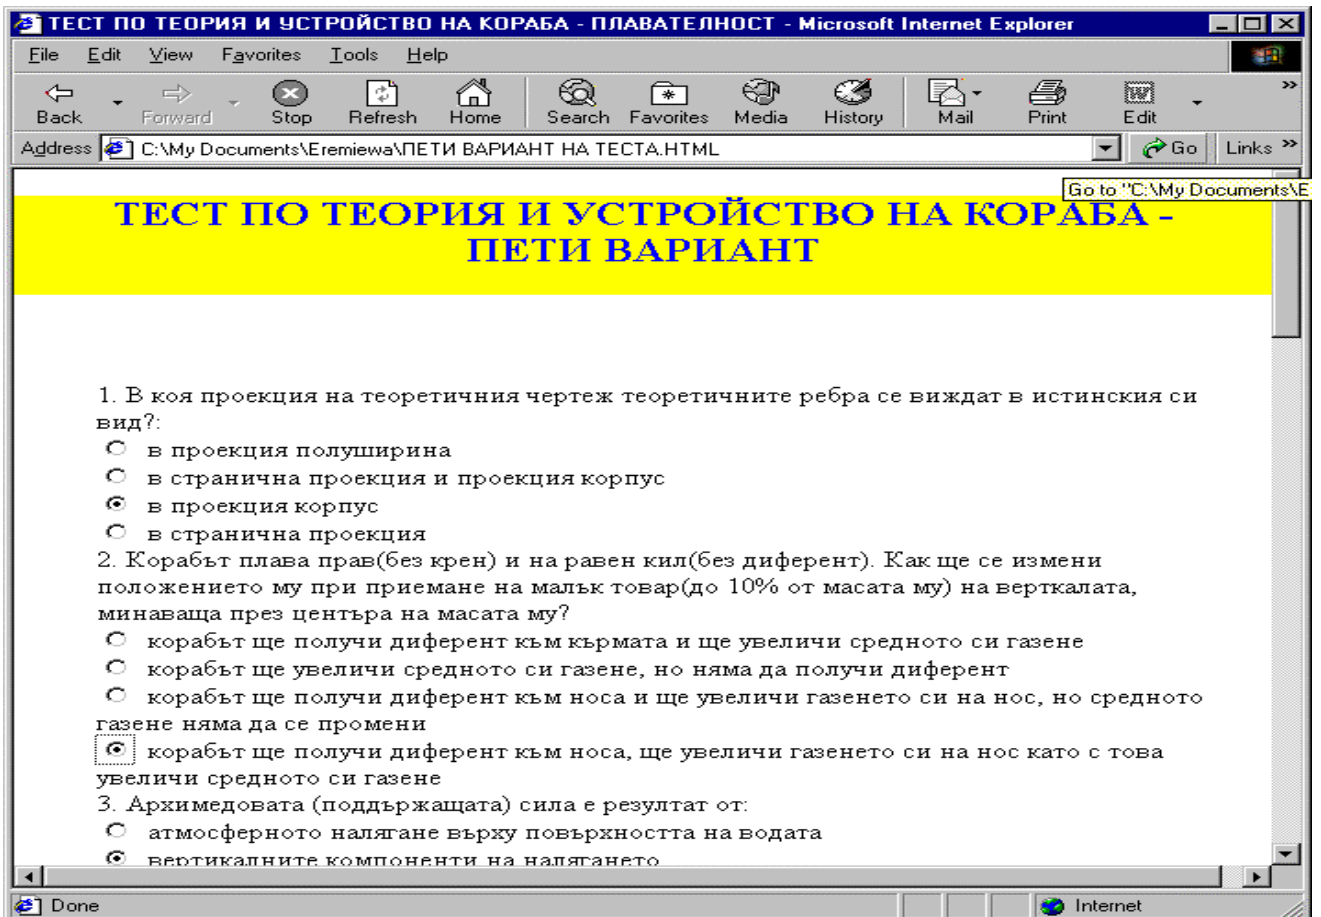 ТЕСТ ПО ТЕОРИЯ И УСТРОЙСТВО НА КОРАБА - ПЛАВАТЕЛНОСТ - Microsoft Internet Explorer
File Edit View Favorites Tools Help
Back Forward Stop Refresh Home Search Favorites Media History Mail Print Edit
Address C:\My Documents\Eremiewa\ПЕТИ ВАРИАНТ НА ТЕСТА.HTML Go Links
Go to "C:\My Documents\E
ТЕСТ ПО ТЕОРИЯ И УСТРОЙСТВО НА КОРАБА -
ПЕТИ ВАРИАНТ
1. В коя проекция на теоретичния чертеж теоретичните ребра се виждат в истинския си
вид?:
в проекция полуширина
в странична проекция и проекция корпус
в проекция корпус
в странична проекция
2. Корабът плава прав(без крен) и на равен кил(без диферент). Как ще се измени
положението му при приемане на малък товар(до 10% от масата му) на верткалата,
минаваща през центъра на масата му?
корабът ще получи диферент към кърмата и ще увеличи средното си газене
корабът ще увеличи средното си газене, но няма да получи диферент
корабът ще получи диферент към носа и ще увеличи газенето си на нос, но средното
газене няма да се промени
корабът ще получи диферент към носа, ще увеличи газенето си на нос като с това
увеличи средното си газене
3. Архимедовата (поддържащата) сила е резултат от:
атмосферното налягане върху повърхността на водата
вертикалните компоненти на налягането
Done Internet